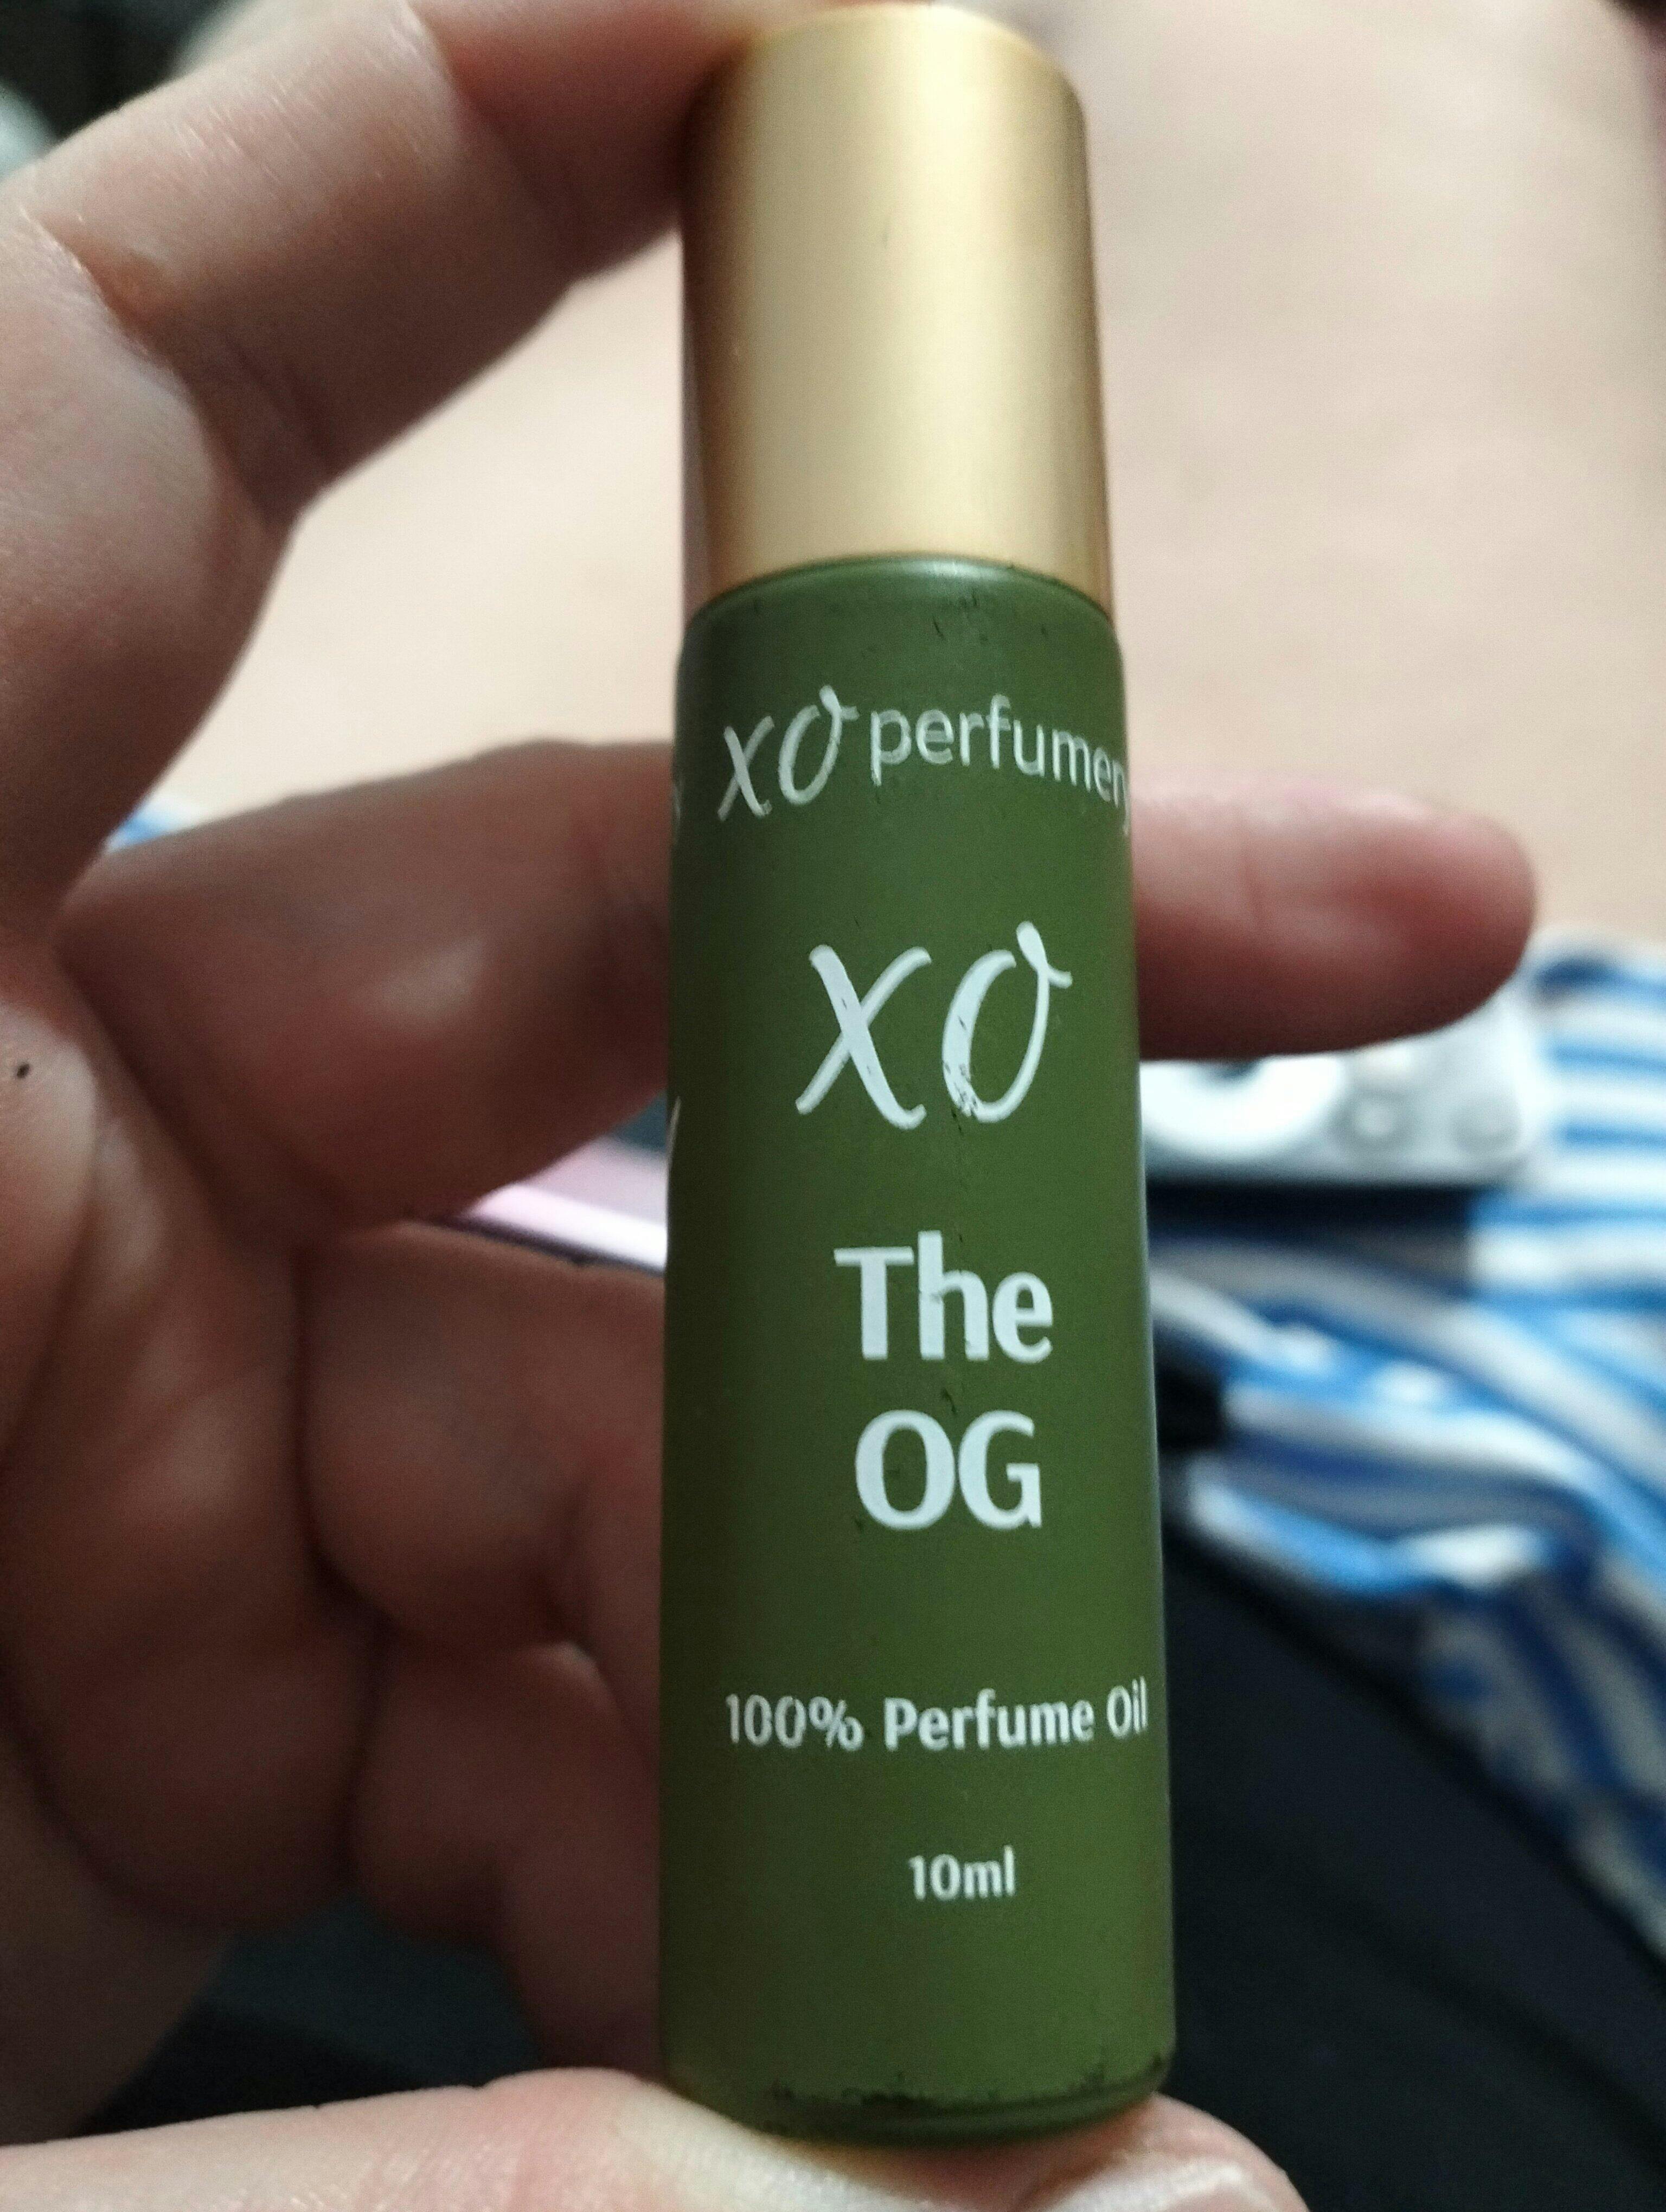 XO perfumery
XO
The
OG
100% Perfume Oil
10ml